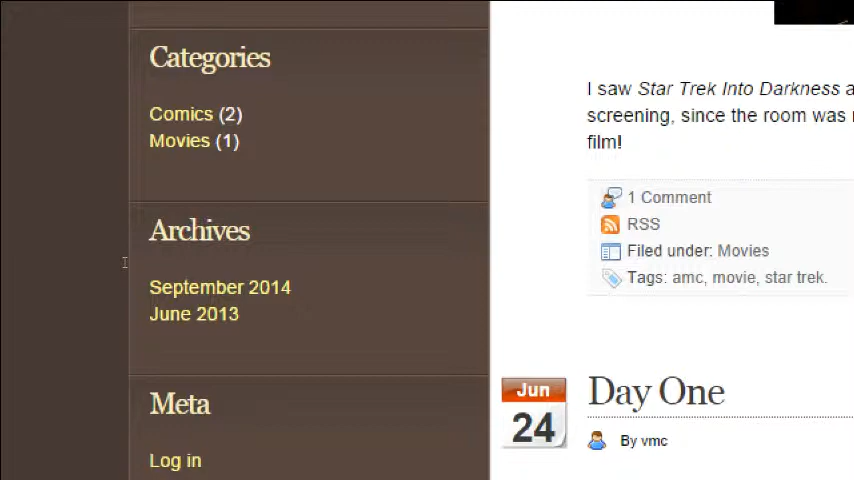 Categories
Comics (2)
Movies (1)
Archives
September 2014
June 2013
Meta
Log in
I saw Star Trek Into Darkness a
screening, since the room was
film!
1 Comment
RSS
Filed under: Movies
Tags: amc, movie, star trek.
Jun
24
Day One
By vmc